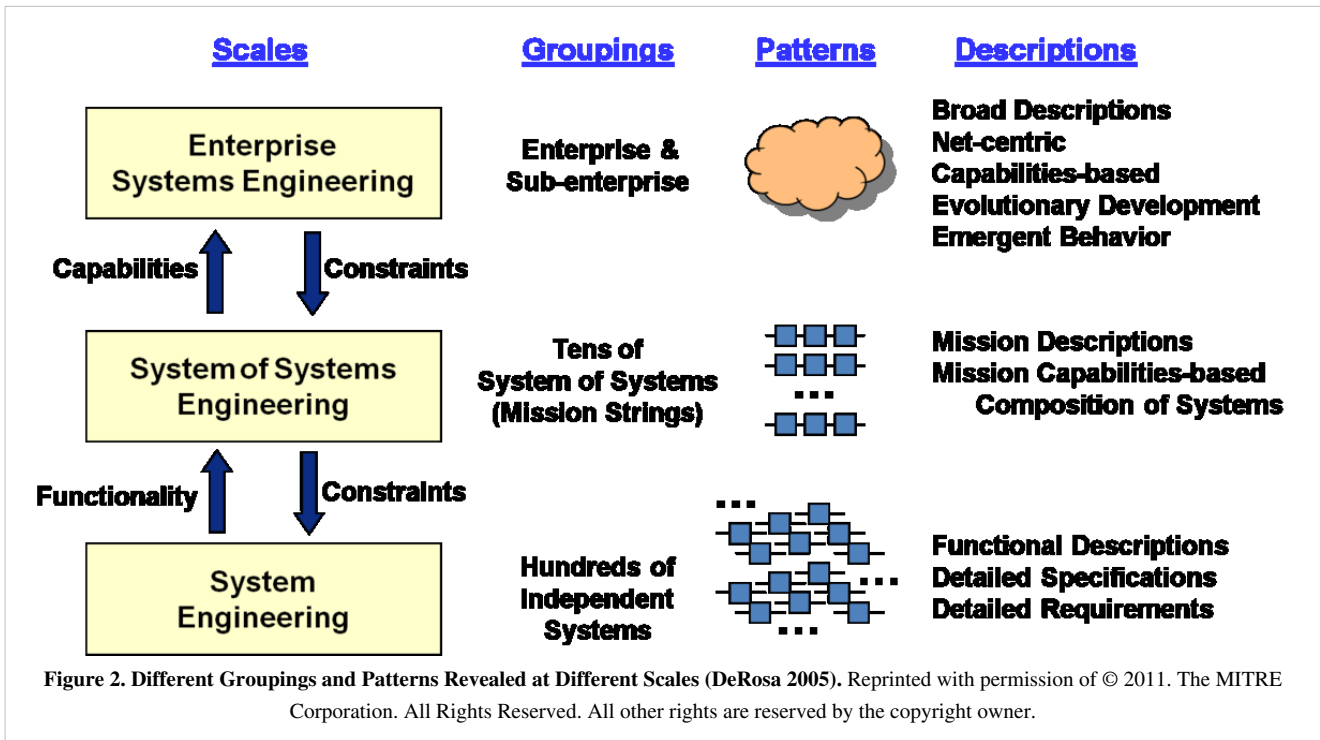 Scales
Groupings
Patterns
Descriptions
Enterprise
Systems Engineering
Enterprise &
Sub-enterprise
Broad Descriptions
Net-centric
Capabilities-based
Evolutionary Development
Emergent Behavior
Capabilities
Constraints
System of Systems
Engineering
Tens of
System of Systems
(Mission Strings)
Mission Descriptions
Mission Capabilities-based
Composition of Systems
Functionality
Constraints
System
Engineering
Hundreds of
Independent
Systems
Functional Descriptions
Detailed Specifications
Detailed Requirements
Figure 2. Different Groupings and Patterns Revealed at Different Scales (DeRosa 2005). Reprinted with permission of © 2011. The MITRE
Corporation. All Rights Reserved. All other rights are reserved by the copyright owner.